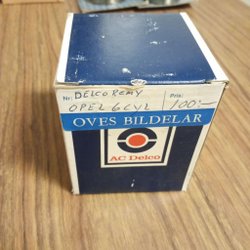 Nr. DELCO REMY Pris:
OPEL 6CYL 100:-
OVES BILDELAR
AC Delco